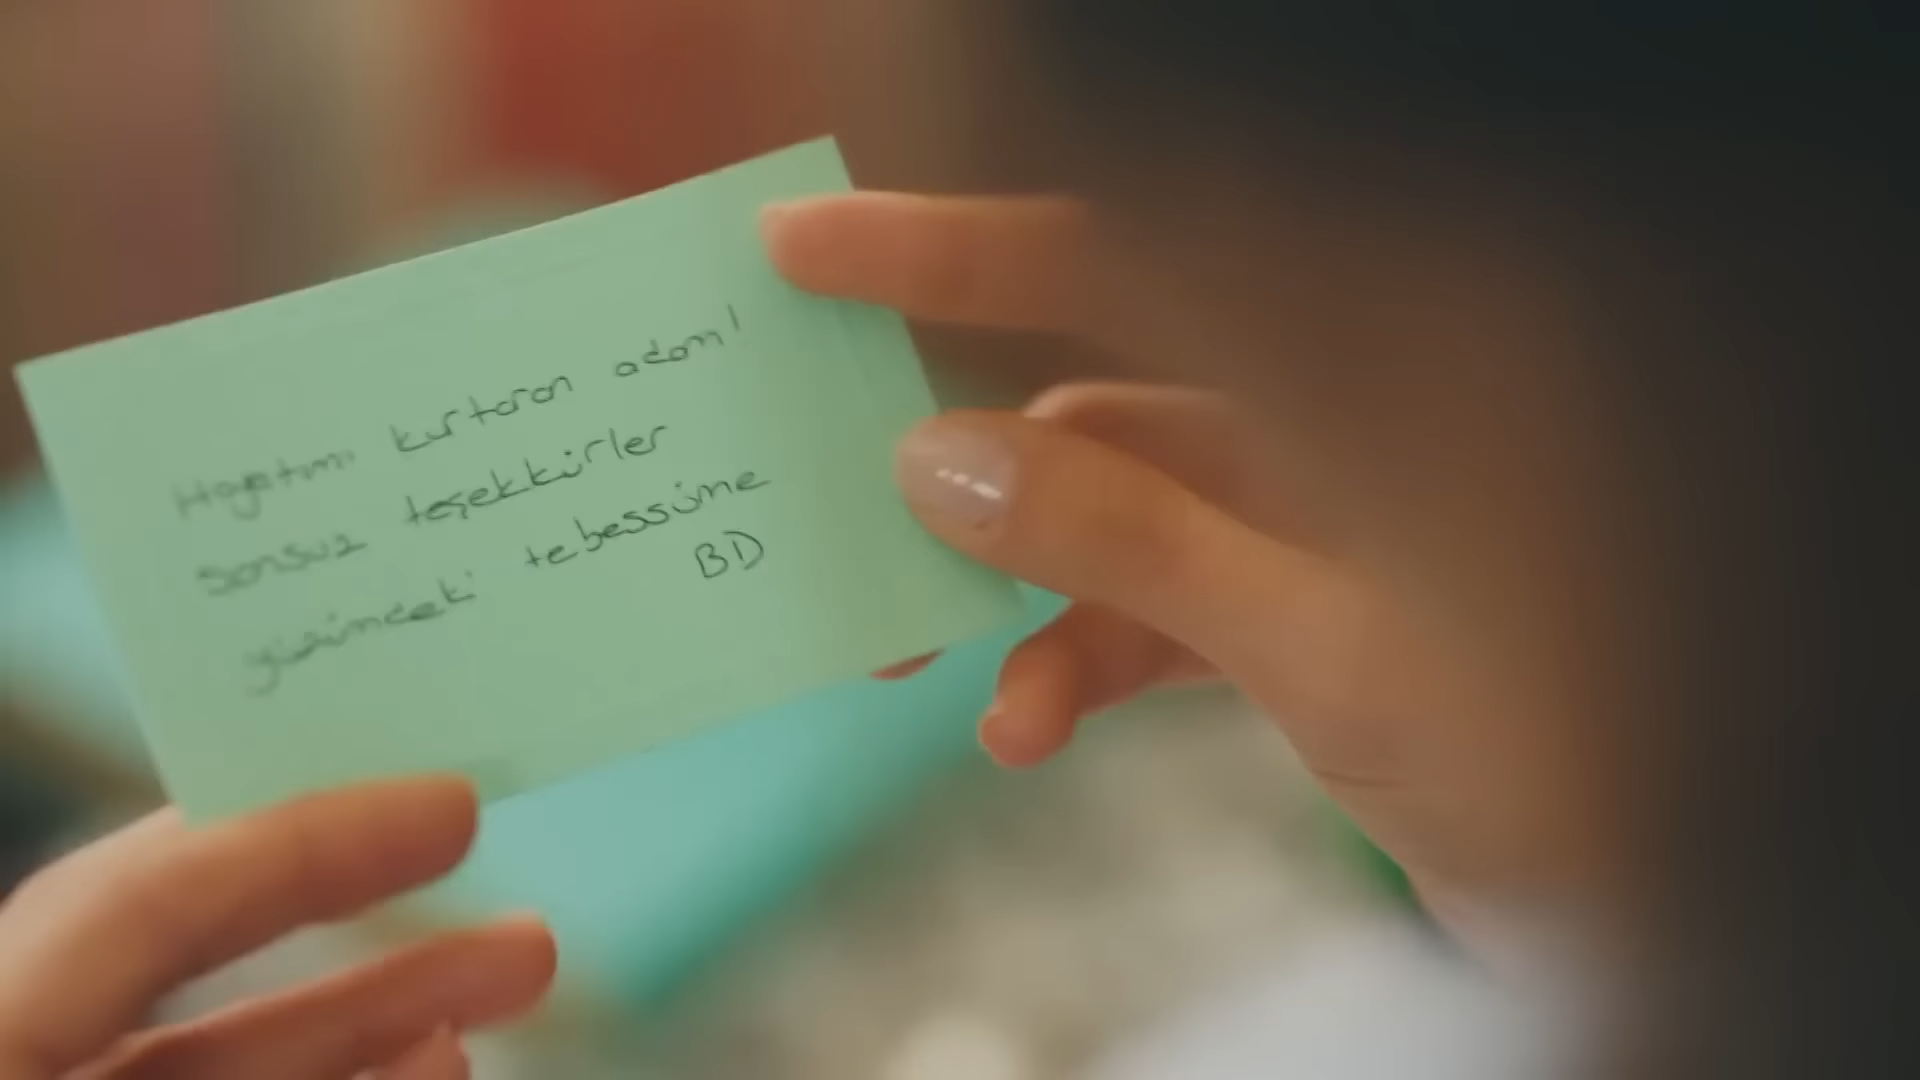 Hayatımı kurtaran adam!
sonsuz teşekkürler
yüzümdeki tebessüme
BD